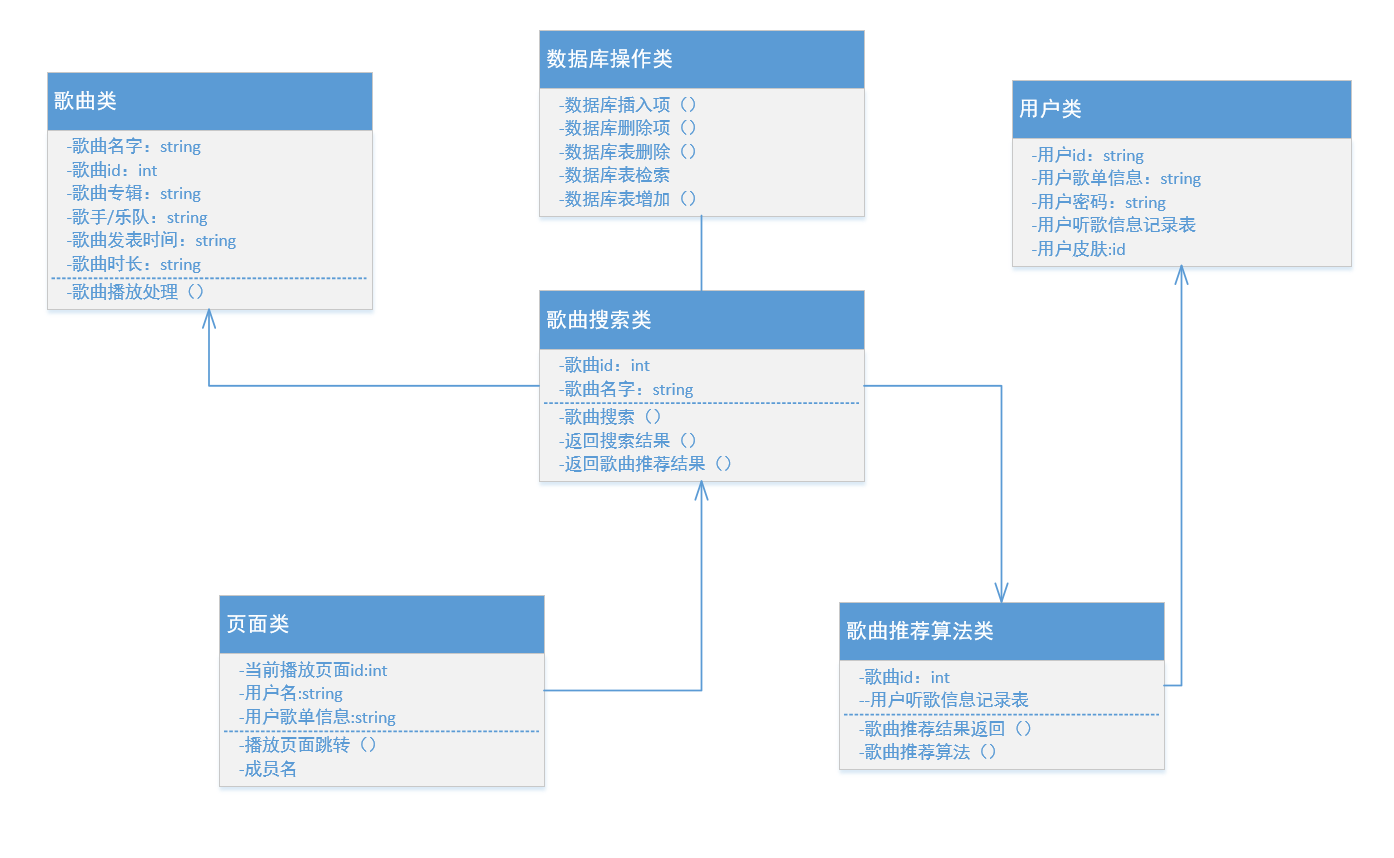 歌曲类
-歌曲名字：string
-歌曲id：int
-歌曲专辑：string
-歌手/乐队：string
-歌曲发表时间：string
-歌曲时长：string
-歌曲播放处理（）
数据库操作类
-数据库插入项（）
-数据库删除项（）
-数据库表删除（）
-数据库表检索
-数据库表增加（）
用户类
-用户id：string
-用户歌单信息：string
-用户密码：string
-用户听歌信息记录表
-用户皮肤:id
歌曲搜索类
-歌曲id：int
-歌曲名字：string
-歌曲搜索（）
-返回搜索结果（）
-返回歌曲推荐结果（）
页面类
-当前播放页面id:int
-用户名:string
-用户歌单信息:string
-播放页面跳转（）
-成员名
歌曲推荐算法类
-歌曲id：int
--用户听歌信息记录表
-歌曲推荐结果返回（）
-歌曲推荐算法（）